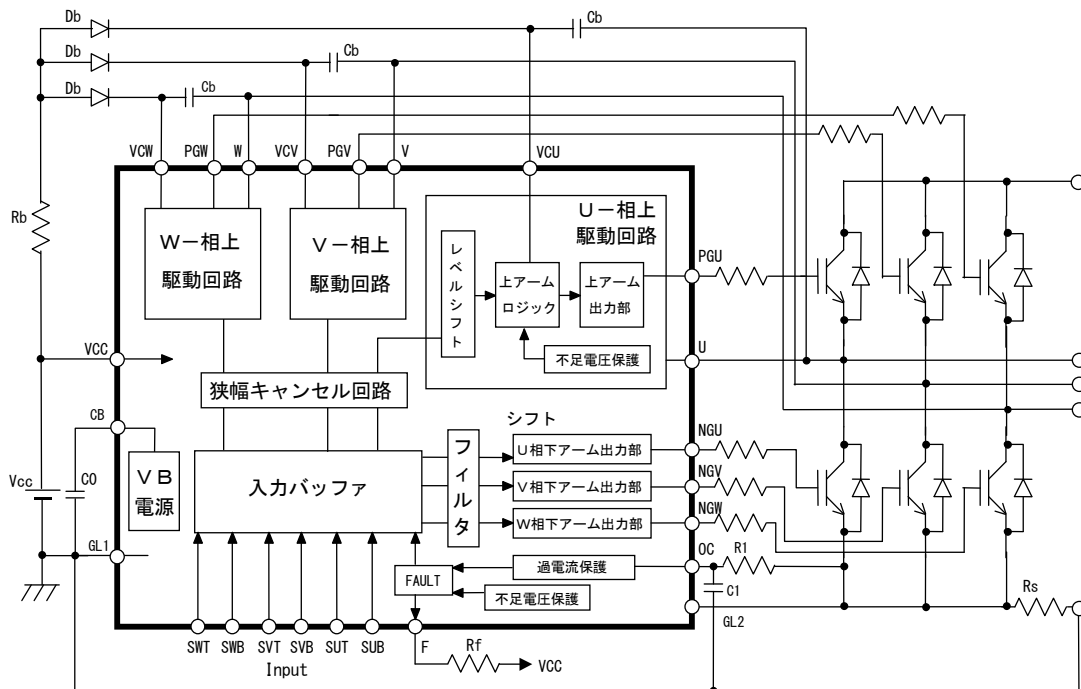 Db
Cb
Db
Cb
Db
Cb
VCW
PGW
W
VCV
PGV
V
VCU
Rb
W－相上
駆動回路
V－相上
駆動回路
U－相上
駆動回路
レベルシフト
上アーム
ロジック
上アーム
出力部
不足電圧保護
PGU
U
VCC
狭幅キャンセル回路
CB
シフト
NGU
NGV
NGW
Vcc
C0
VB
電源
入力バッファ
フィルタ
U相下アーム出力部
V相下アーム出力部
W相下アーム出力部
GL1
OC
R1
C1
FAULT
過電流保護
不足電圧保護
GL2
Rs
SWT
SWB
SVT
SVB
SUT
SUB
F
Rf
VCC
Input